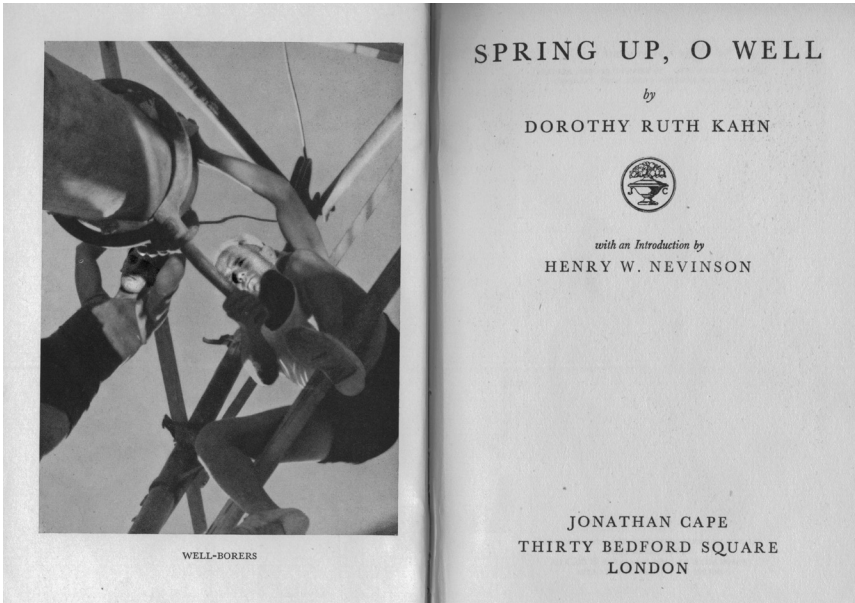 WELL-BORERS
SPRING UP, O WELL
by
DOROTHY RUTH KAHN
J C
with an Introduction by
HENRY W. NEVINSON
JONATHAN CAPE
THIRTY BEDFORD SQUARE
LONDON